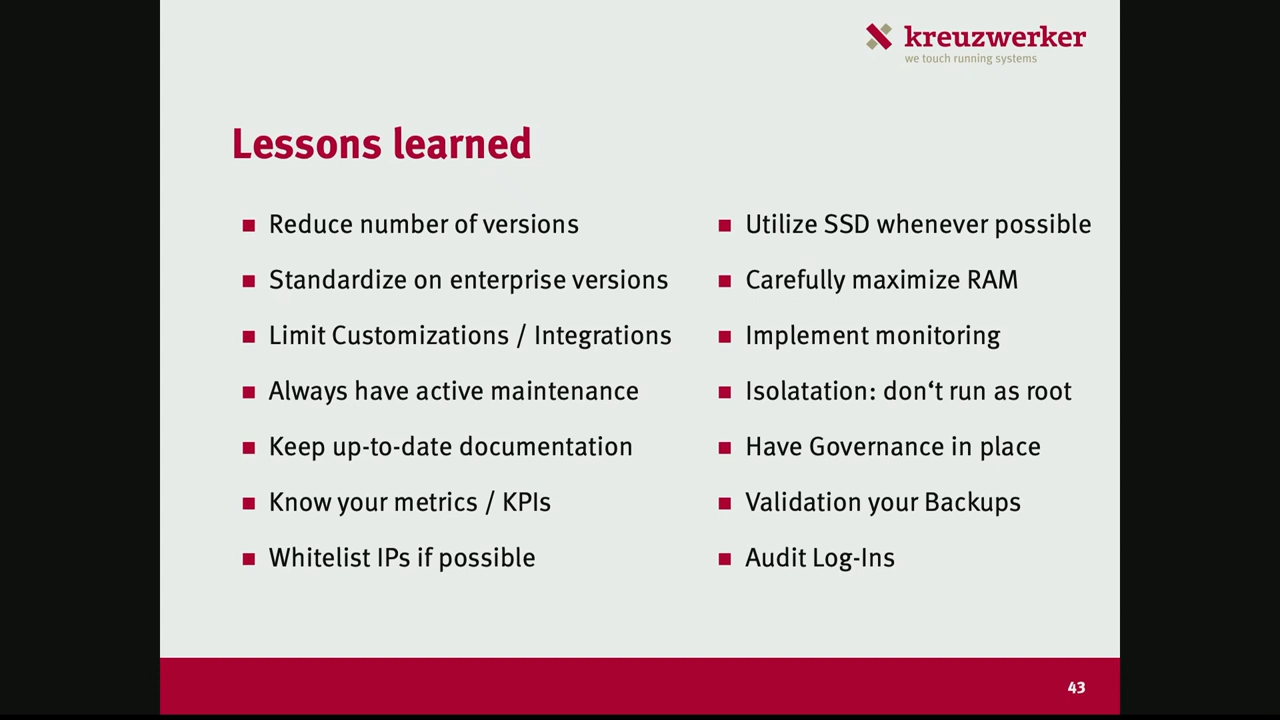 kreuzwerker
we touch running systems
Lessons learned
Reduce number of versions
Standardize on enterprise versions
Limit Customizations / Integrations
Always have active maintenance
Keep up-to-date documentation
Know your metrics / KPIs
Whitelist IPs if possible
Utilize SSD whenever possible
Carefully maximize RAM
Implement monitoring
Isolatation: don‘t run as root
Have Governance in place
Validation your Backups
Audit Log-Ins
43